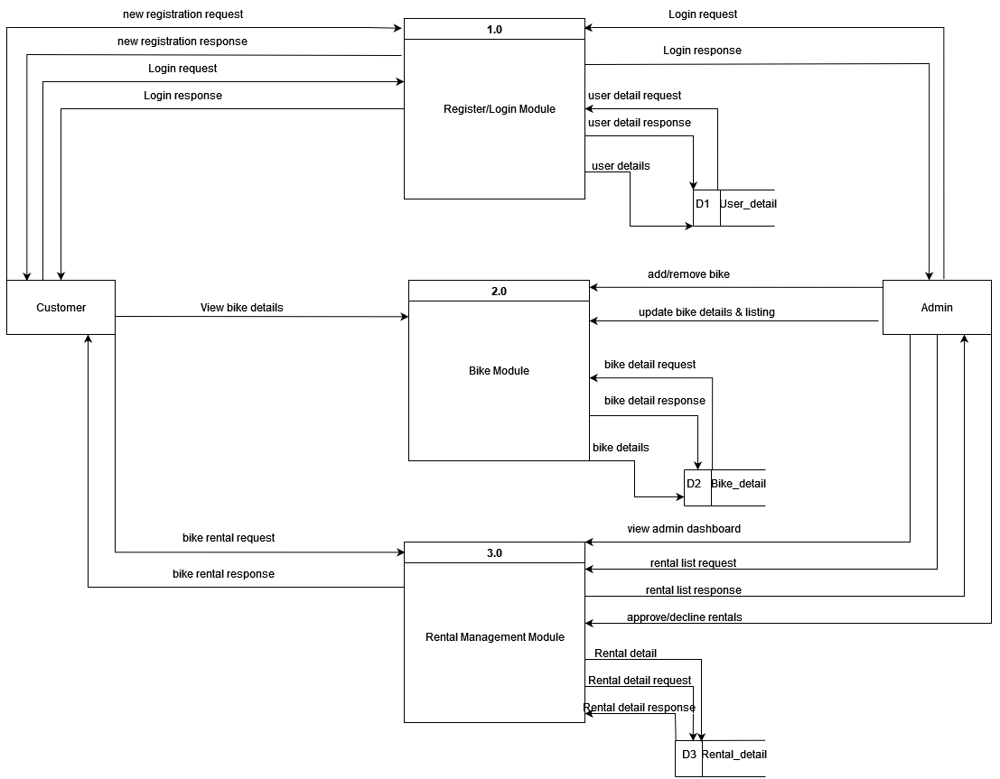 new registration request
Login request
1.0
new registration response
Login response
Login request
Login response
user detail request
Register/Login Module
user detail response
user details
D1
User_detail
add/remove bike
2.0
Customer
View bike details
update bike details & listing
Admin
bike detail request
Bike Module
bike detail response
bike details
D2
Bike_detail
view admin dashboard
bike rental request
3.0
rental list request
bike rental response
rental list response
approve/decline rentals
Rental Management Module
Rental detail
Rental detail request
Rental detail response
D3
Rental_detail